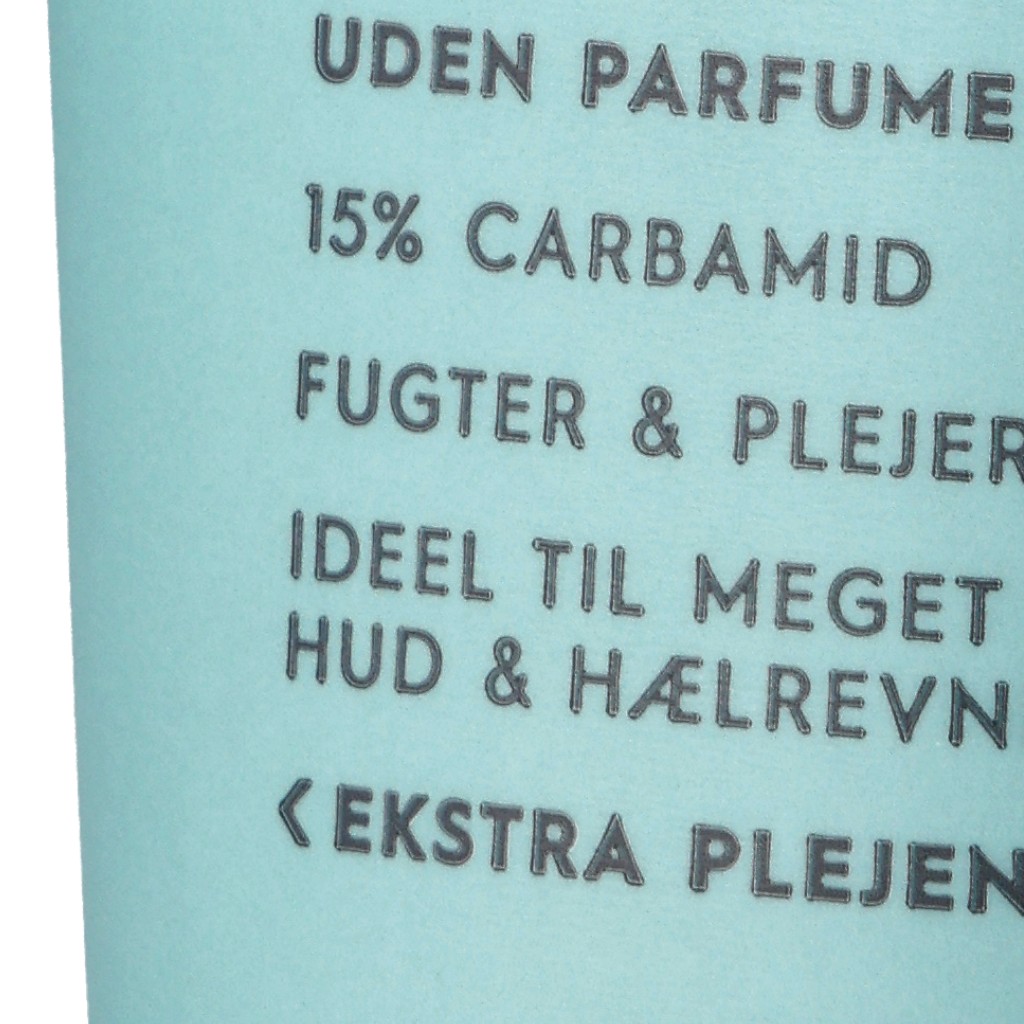 UDEN PARFUME
15% CARBAMID
FUGTER & PLEJER
IDEEL TIL MEGET
HUD & HÆLREVN
< EKSTRA PLEJEN